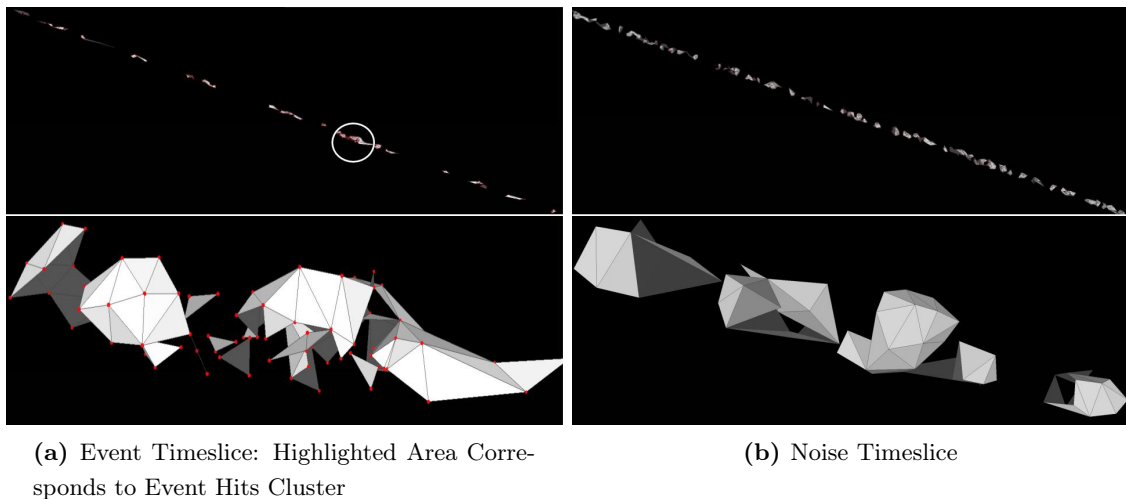 (a) Event Timeslice: Highlighted Area Corre-
sponds to Event Hits Cluster
(b) Noise Timeslice